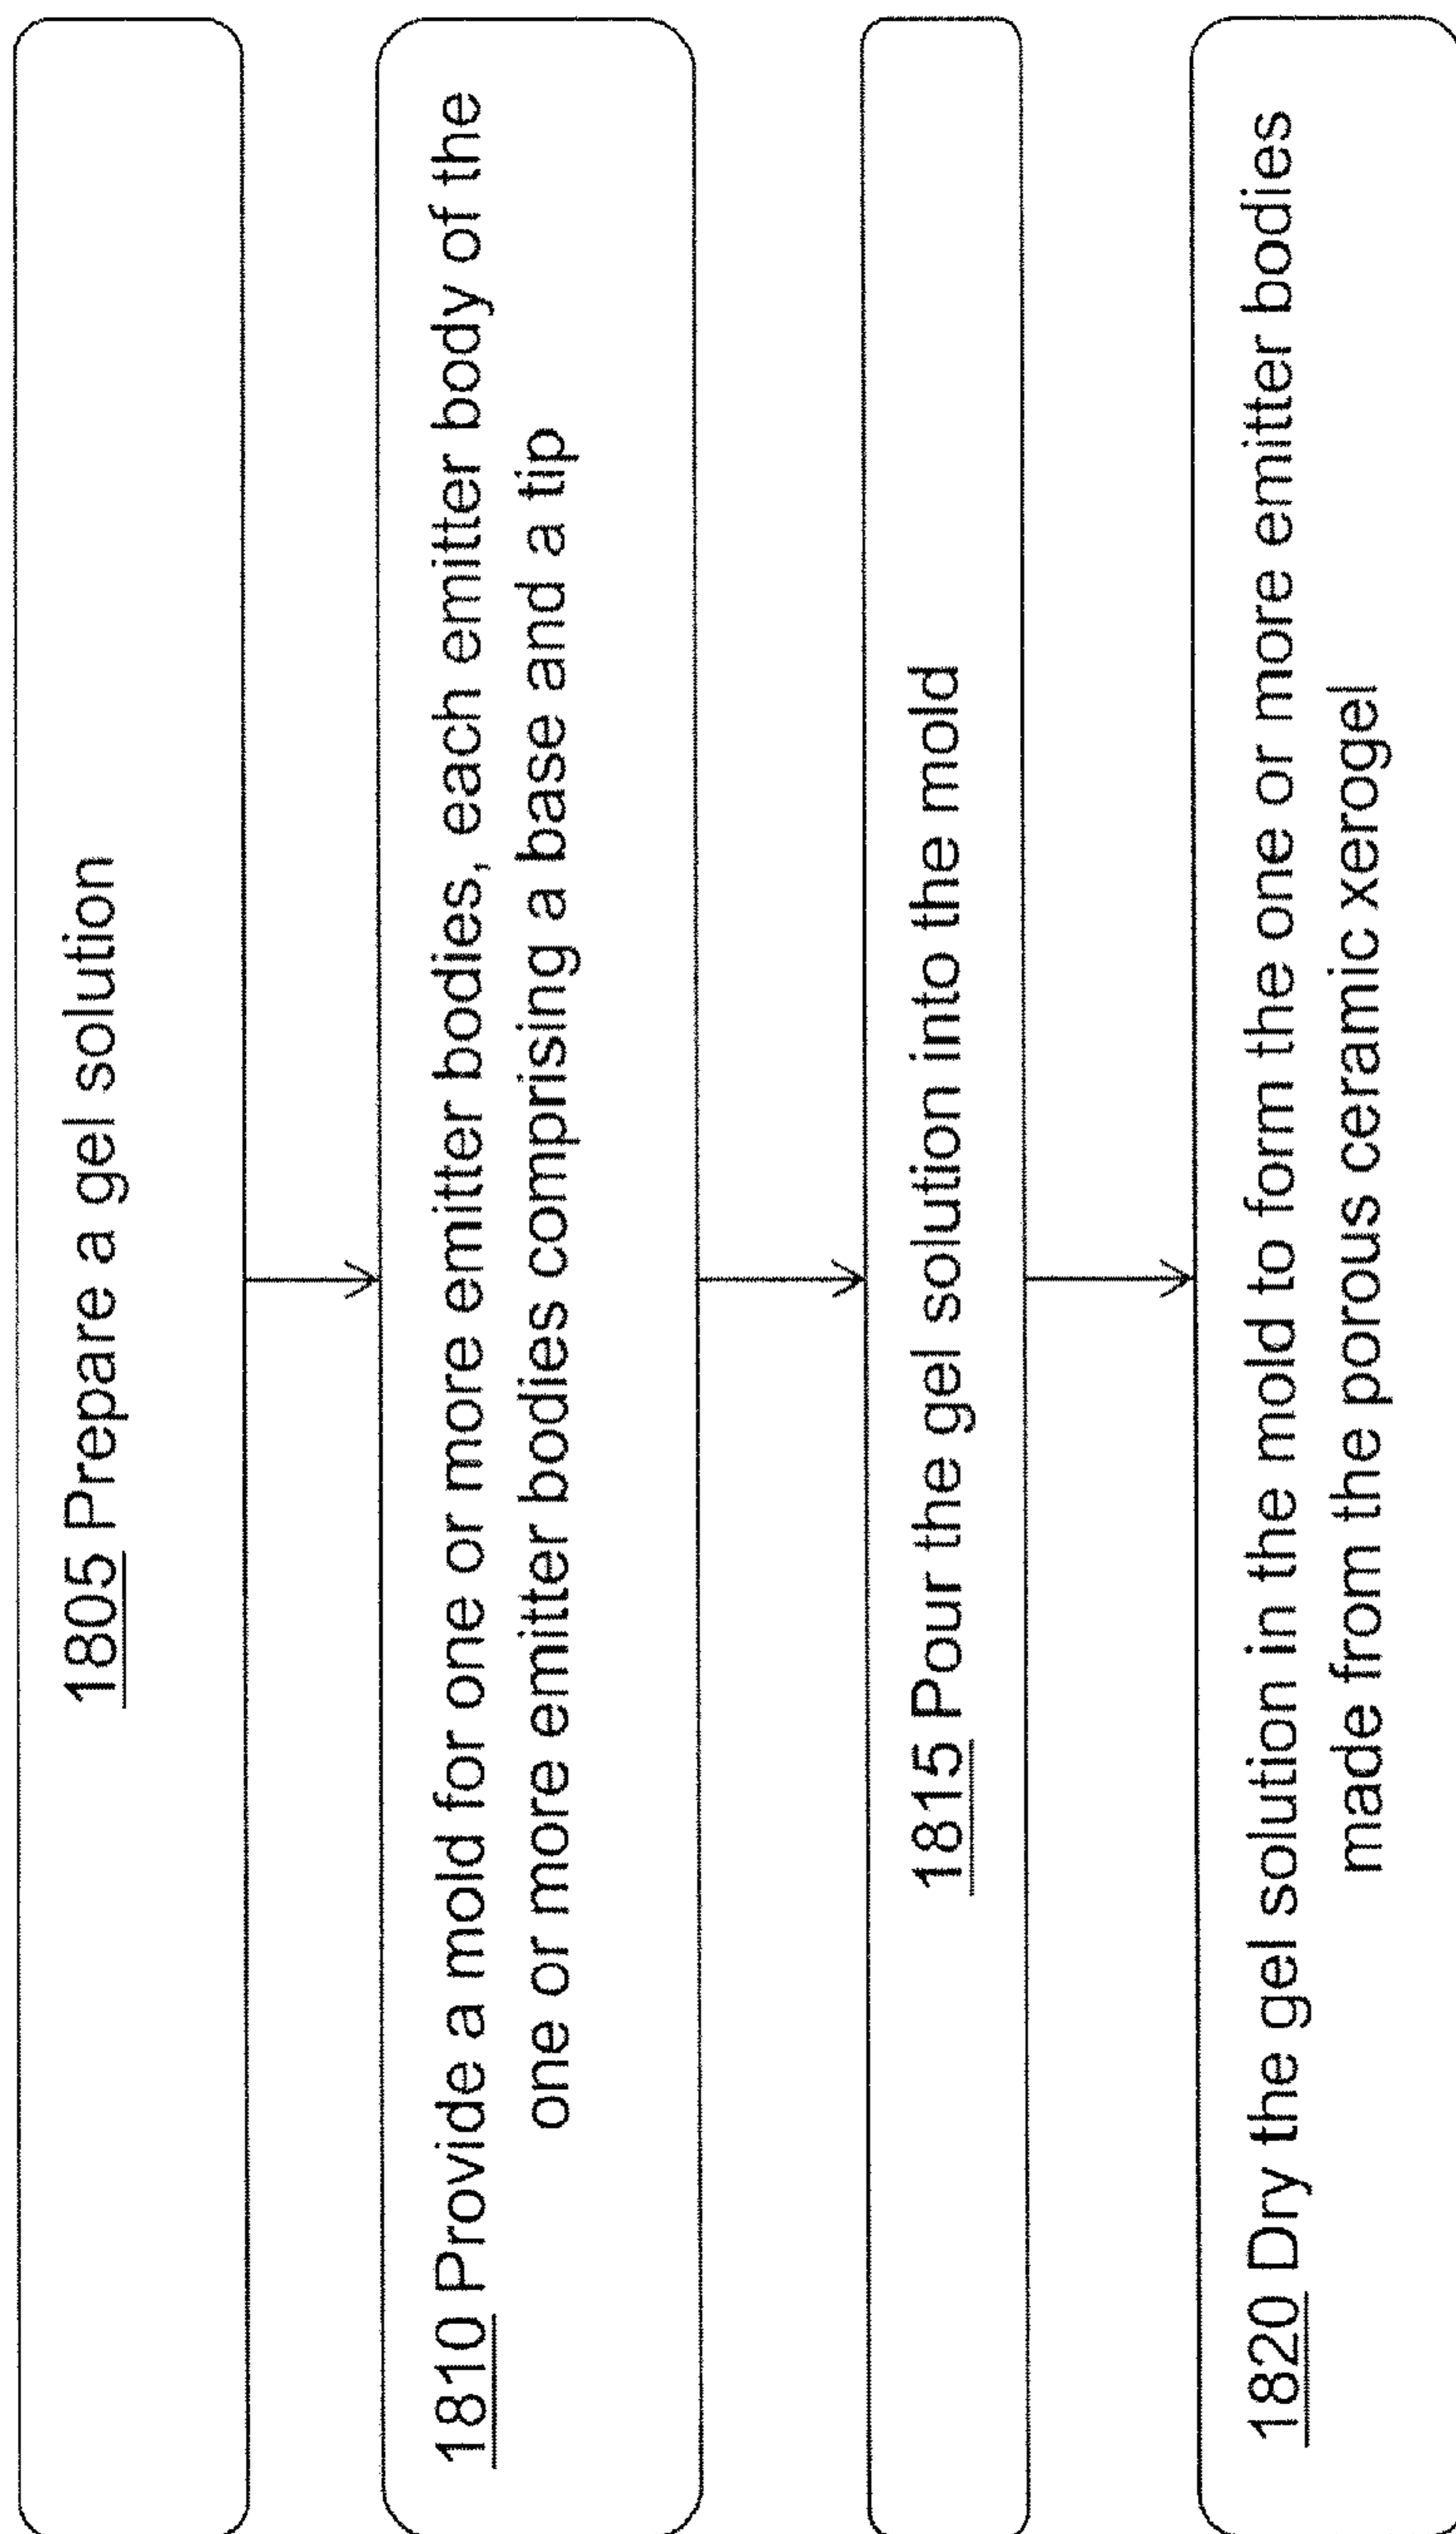 1805 Prepare a gel solution
1810 Provide a mold for one or more emitter bodies, each emitter body of the
one or more emitter bodies comprising a base and a tip
1815 Pour the gel solution into the mold
1820 Dry the gel solution in the mold to form the one or more emitter bodies
made from the porous ceramic xerogel